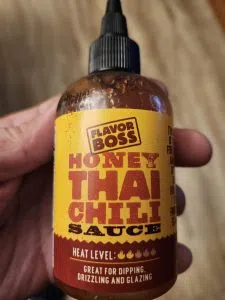 FLAVOR
BOSS
HONEY
THAI
CHILI
SAUCE
HEAT LEVEL:
GREAT FOR DIPPING,
DRIZZLING AND GLAZING